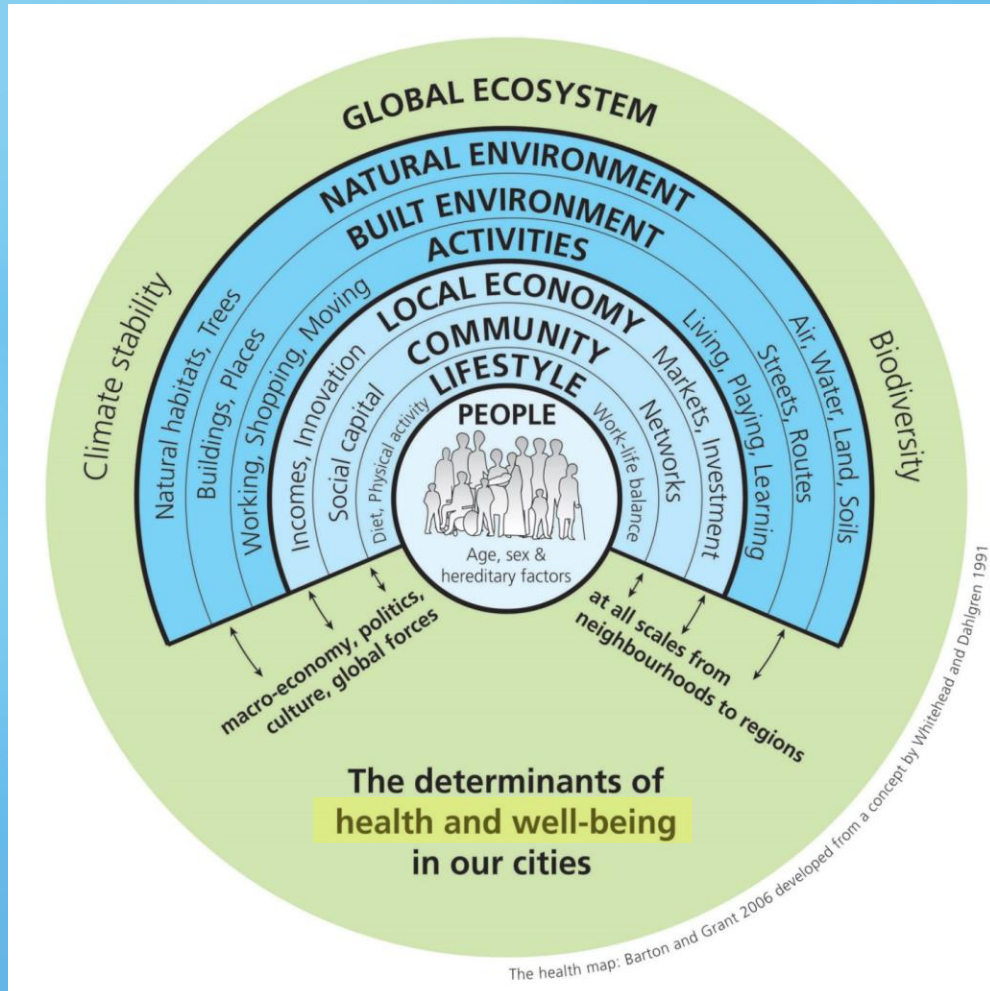 GLOBAL ECOSYSTEM
NATURAL ENVIRONMENT
BUILT ENVIRONMENT
ACTIVITIES
LOCAL ECONOMY
COMMUNITY
LIFESTYLE
PEOPLE
Age, sex &
hereditary factors
Climate stability
Natural habitats, Trees
Buildings, Places
Working, Shopping, Moving
Incomes, Innovation
Social capital
Diet, Physical activity
Work-life balance
Networks
Markets, Investment
Living, Playing, Learning
Streets, Routes
Air, Water, Land, Soils
Biodiversity
macro-economy, politics,
culture, global forces
at all scales from
neighbourhoods to regions
The determinants of
health and well-being
in our cities
The health map: Barton and Grant 2006 developed from a concept by Whitehead and Dahlgren 1991